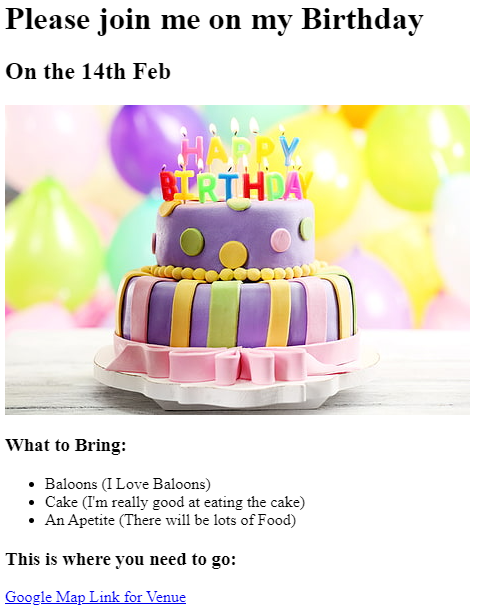 Please join me on my Birthday
On the 14th Feb
HAPPY
BIRTHDAY
What to Bring:
Baloons (I Love Baloons)
Cake (I'm really good at eating the cake)
An Apetite (There will be lots of Food)
This is where you need to go:
Google Map Link for Venue